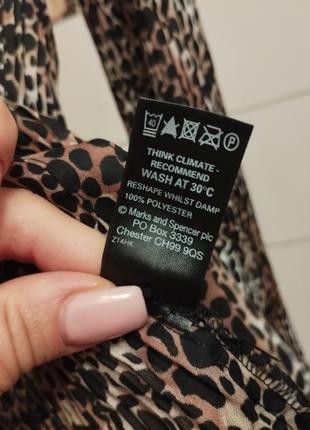 40 P
THINK CLIMATE -
RECOMMEND
WASH AT 30°C
RESHAPE WHILST DAMP
100% POLYESTER
© Marks and Spencer plc
PO Box 3339
Chester CH99 9QS
Z14HK